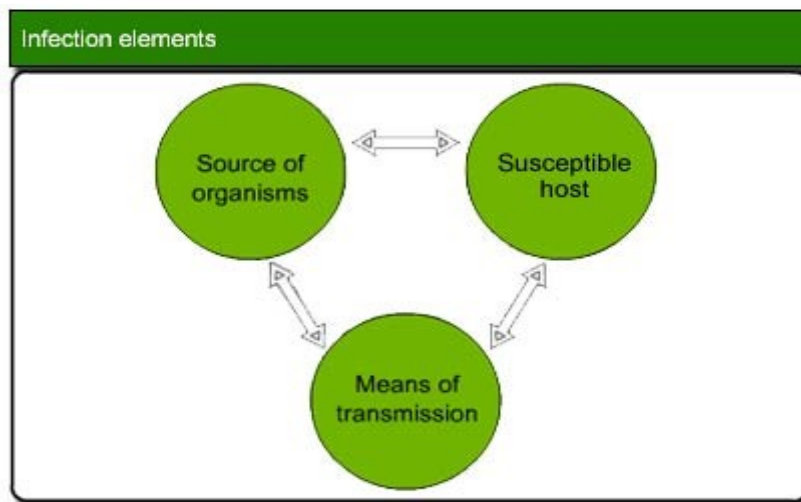 Infection elements
Source of
organisms
Susceptible
host
Means of
transmission